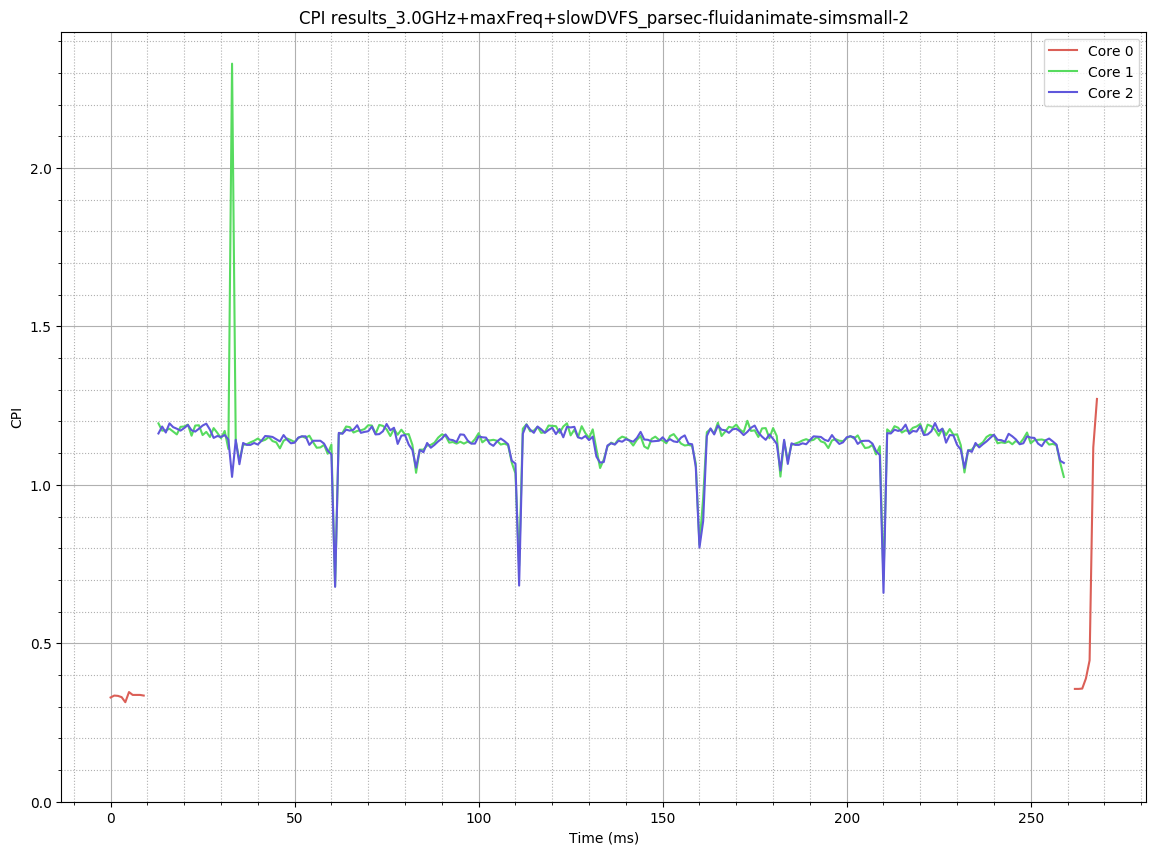 CPI results_3.0GHz+maxFreq+slowDVFS_parsec-fluidanimate-simsmall-2
Core 0
Core 1
Core 2
CPI
2.0
1.5
1.0
0.5
0.0
0 50 100 150 200 250
Time (ms)